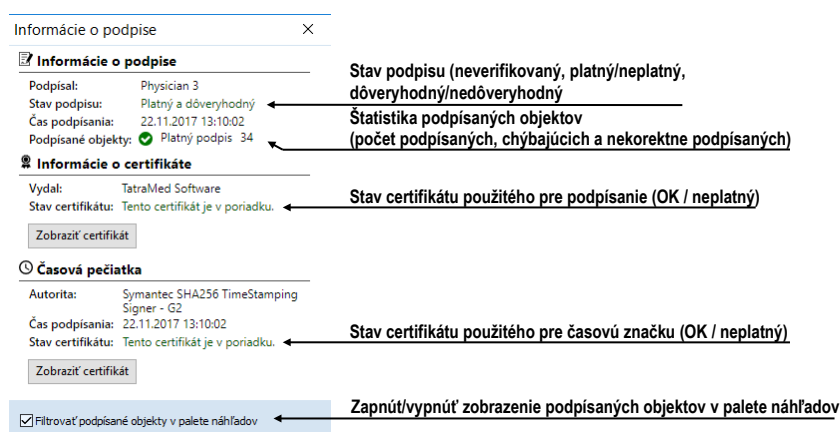 Informácie o podpise
Informácie o podpise
Podpísal: Physician 3
Stav podpisu: Platný a dôveryhodný
Čas podpísania: 22.11.2017 13:10:02
Podpísané objekty: Platný podpis 34
Informácie o certifikáte
Vydal: TatraMed Software
Stav certifikátu: Tento certifikát je v poriadku.
Zobraziť certifikát
Časová pečiatka
Autorita: Symantec SHA256 TimeStamping
Signer - G2
Čas podpísania: 22.11.2017 13:10:02
Stav certifikátu: Tento certifikát je v poriadku.
Zobraziť certifikát
Filtrovať podpísané objekty v palete náhľadov
Stav podpisu (neverifikovaný, platný/neplatný,
dôveryhodný/nedôveryhodný
Štatistika podpísaných objektov
(počet podpísaných, chýbajúcich a nekorektne podpísaných)
Stav certifikátu použitého pre podpísanie (OK / neplatný)
Stav certifikátu použitého pre časovú značku (OK / neplatný)
Zapnúť/vypnúť zobrazenie podpísaných objektov v palete náhľadov